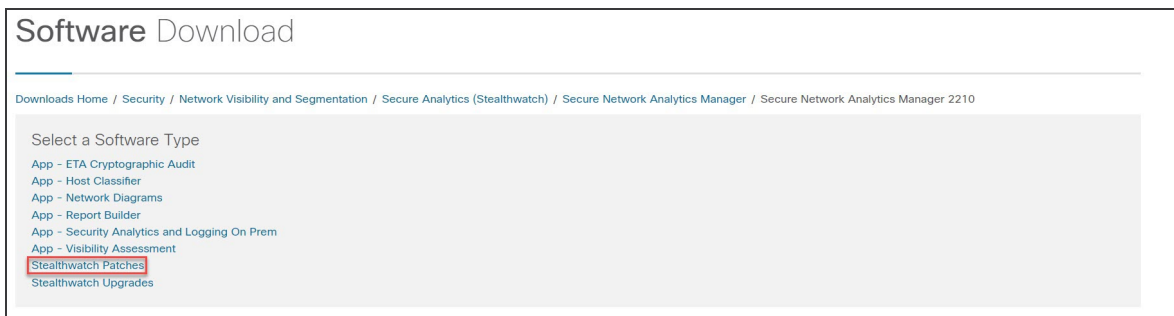 Software Download
Downloads Home / Security / Network Visibility and Segmentation / Secure Analytics (Stealthwatch) / Secure Network Analytics Manager / Secure Network Analytics Manager 2210
Select a Software Type
App - ETA Cryptographic Audit
App - Host Classifier
App - Network Diagrams
App - Report Builder
App - Security Analytics and Logging On Prem
App - Visibility Assessment
Stealthwatch Patches
Stealthwatch Upgrades